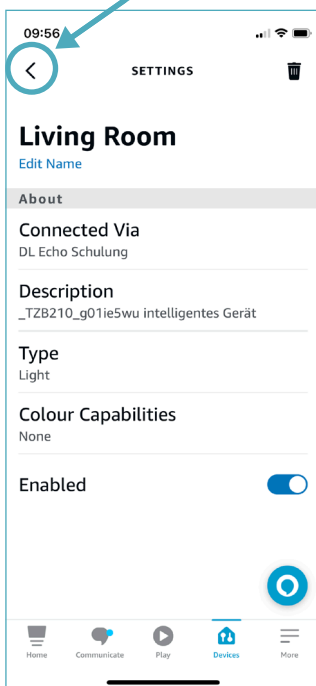 09:56
SETTINGS
Living Room
Edit Name
About
Connected Via
DL Echo Schulung
Description
_TZB210_g01ie5wu intelligentes Gerät
Type
Light
Colour Capabilities
None
Enabled
Home Communicate Play Devices More